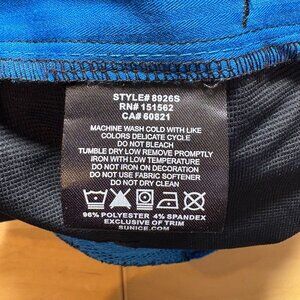 STYLE# 8926S
RN# 151562
CA# 60821
MACHINE WASH COLD WITH LIKE
COLORS DELICATE CYCLE
DO NOT BLEACH
TUMBLE DRY LOW REMOVE PROMPTLY
IRON WITH LOW TEMPERATURE
DO NOT IRON ON DECORATION
DO NOT USE FABRIC SOFTENER
DO NOT DRY CLEAN
96% POLYESTER 4% SPANDEX
EXCLUSIVE OF TRIM
SUNICE.COM